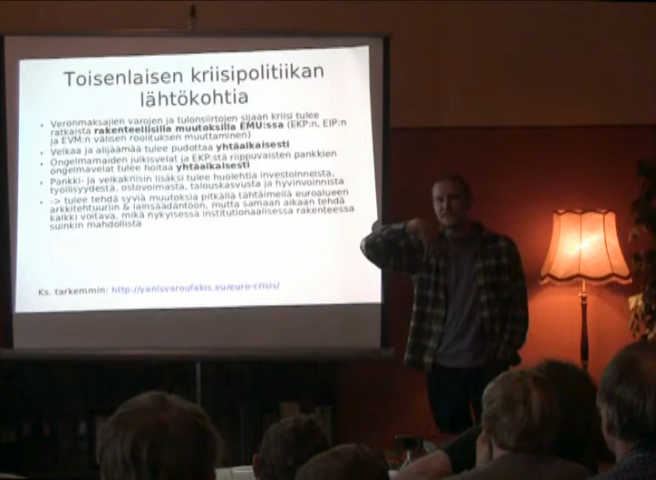 Toisenlaisen kriisipolitiikan
lähtökohtia
• Veronmaksajien varojen ja tulonsiirtojen sijaan kriisi tulee
ratkaista rakenteellisilla muutoksilla EMU:ssa (EKP:n, EIP:n
ja EVM:n välisen roolituksen muuttaminen)
• Velkaa ja alijäämää tulee pudottaa yhtäaikaisesti
• Ongelmamaiden julkisvelat ja EKP:stä riippuvaisten pankkien
ongelmavelat tulee hoitaa yhtäaikaisesti
• Pankki- ja velkakriisin lisäksi tulee huolehtia investoinneista,
työllisyydestä, ostovoimasta, talouskasvusta ja hyvinvoinnista
• -> tulee tehdä syviä muutoksia pitkällä tähtäimellä euroalueen
arkkitehtuuriin & lainsäädäntöön, mutta samaan aikaan tehdä
kaikki voitava, mikä nykyisessä institutionaalisessa rakenteessa
suinkin mahdollista
Ks. tarkemmin: http://yanisvaroufakis.eu/euro-crisis/